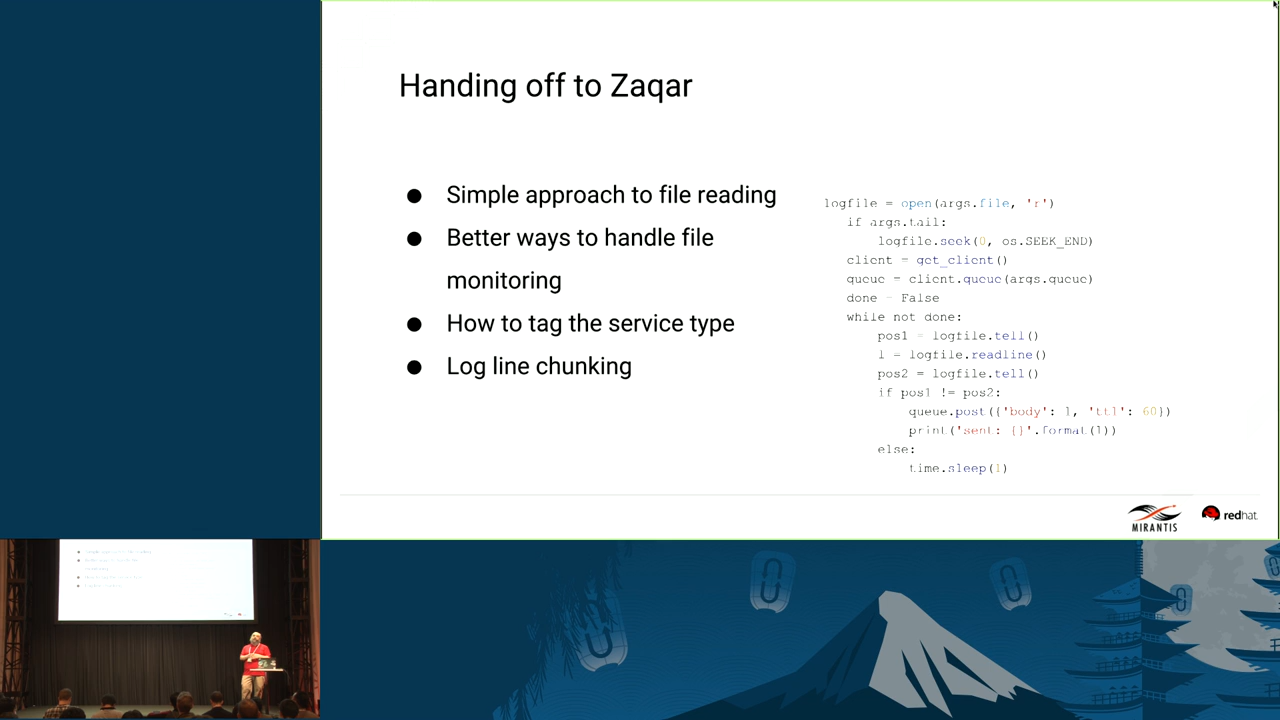 Handing off to Zaqar
● Simple approach to file reading
● Better ways to handle file
monitoring
● How to tag the service type
● Log line chunking
logfile = open(args.file, 'r')
if args.tail:
logfile.seek(0, os.SEEK_END)
client = get_client()
queue = client.queue(args.queue)
done = False
while not done:
pos1 = logfile.tell()
l = logfile.readline()
pos2 = logfile.tell()
if pos1 != pos2:
queue.post({'body': l, 'ttl': 60})
print('sent: {}'.format(l))
else:
time.sleep(1)
MIRANTIS
redhat.